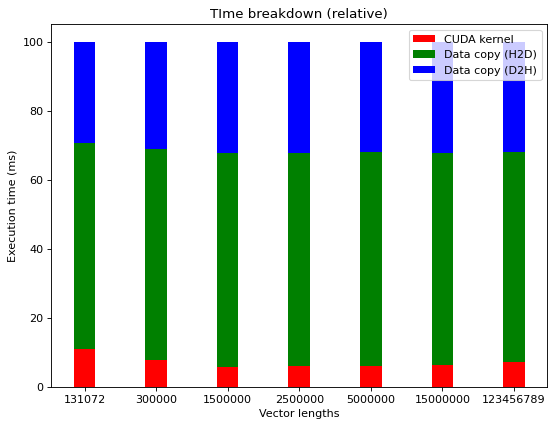 TIme breakdown (relative)
CUDA kernel
Data copy (H2D)
Data copy (D2H)
Execution time (ms)
100
80
60
40
20
0
131072 300000 1500000 2500000 5000000 15000000 123456789
Vector lengths